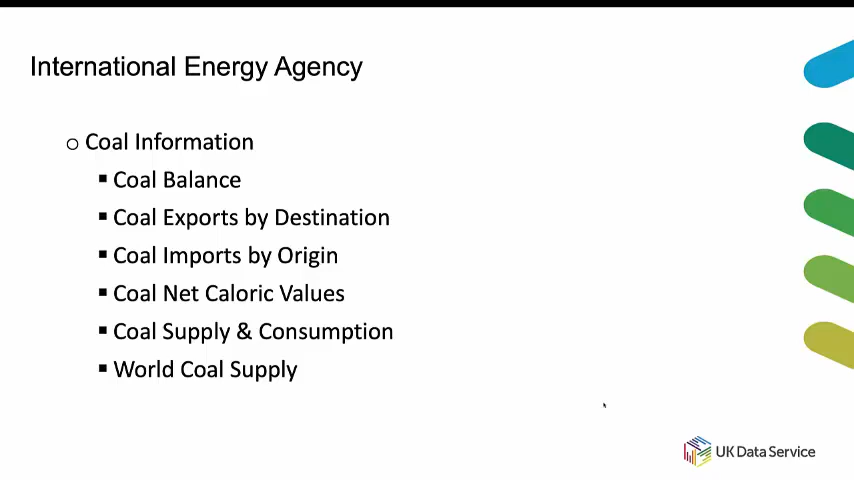 International Energy Agency
o Coal Information
▪ Coal Balance
▪ Coal Exports by Destination
▪ Coal Imports by Origin
▪ Coal Net Caloric Values
▪ Coal Supply & Consumption
▪ World Coal Supply
UK Data Service